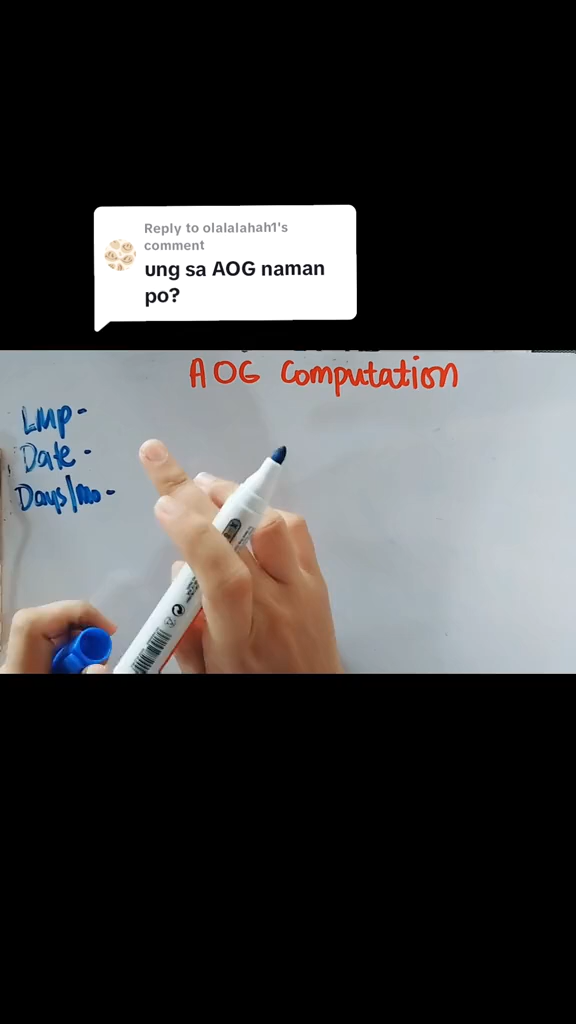 Reply to olalalahah1's
comment
ung sa AOG naman
po?
AOG Computation
LMP-
Date -
Days/mo -